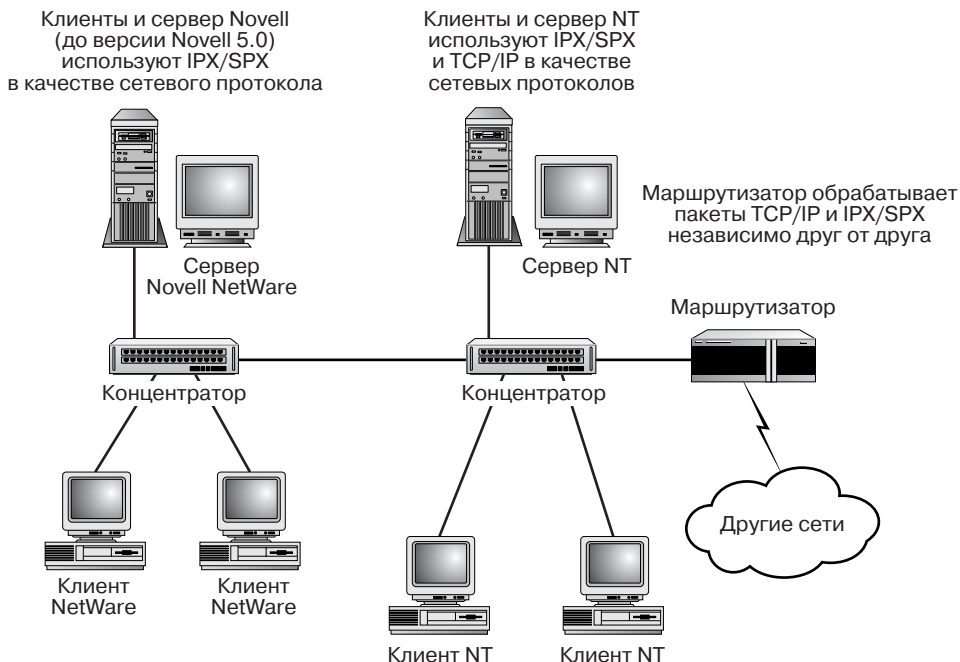 Клиенты и сервер Novell
(до версии Novell 5.0)
используют IPX/SPX
в качестве сетевого протокола
Клиенты и сервер NT
используют IPX/SPX
и TCP/IP в качестве
сетевых протоколов
Маршрутизатор обрабатывает
пакеты TCP/IP и IPX/SPX
независимо друг от друга
Сервер
Novell NetWare
Сервер NT
Маршрутизатор
Концентратор
Концентратор
Другие сети
Клиент
NetWare
Клиент
NetWare
Клиент NT
Клиент NT